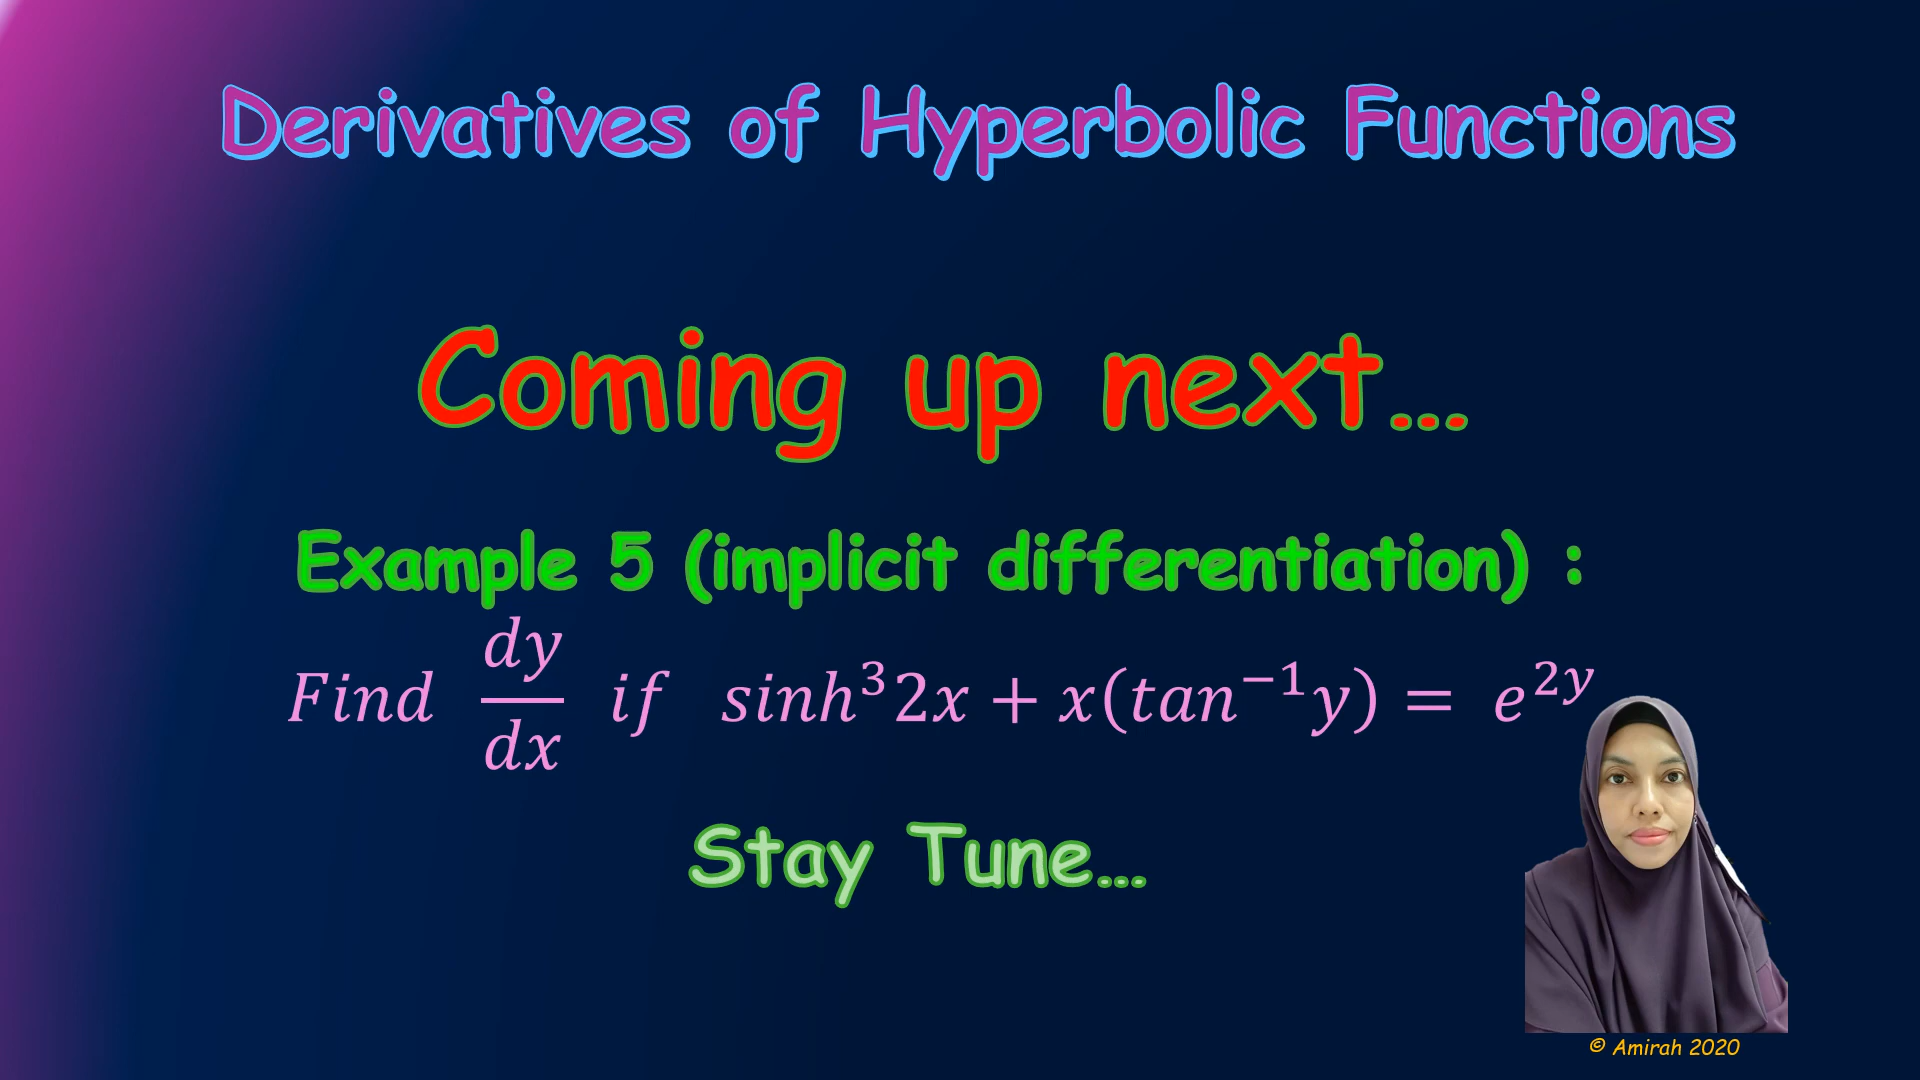 Derivatives of Hyperbolic Functions
Coming up next...
Example 5 (implicit differentiation) :
Find dy/dx if sinh³2x + x(tan⁻¹y) = e²ʸ
Stay Tune...
© Amirah 2020